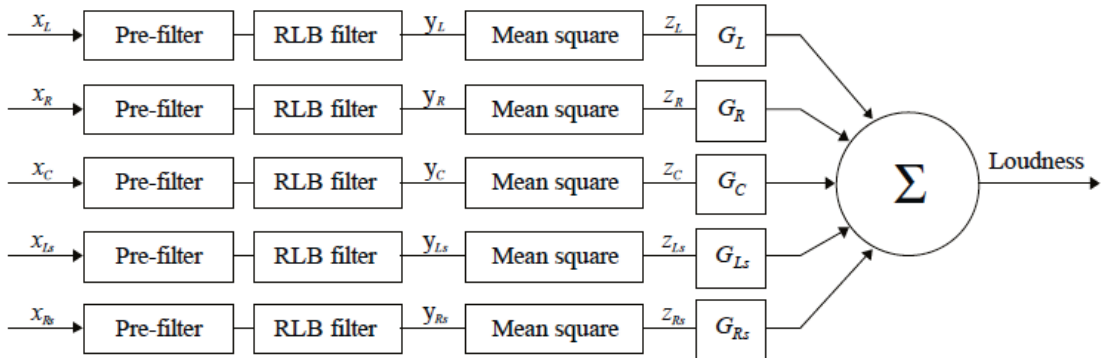 x_L Pre-filter RLB filter y_L Mean square z_L G_L
x_R Pre-filter RLB filter y_R Mean square z_R G_R
x_C Pre-filter RLB filter y_C Mean square z_C G_C
Σ Loudness
x_Ls Pre-filter RLB filter y_Ls Mean square z_Ls G_Ls
x_Rs Pre-filter RLB filter y_Rs Mean square z_Rs G_Rs